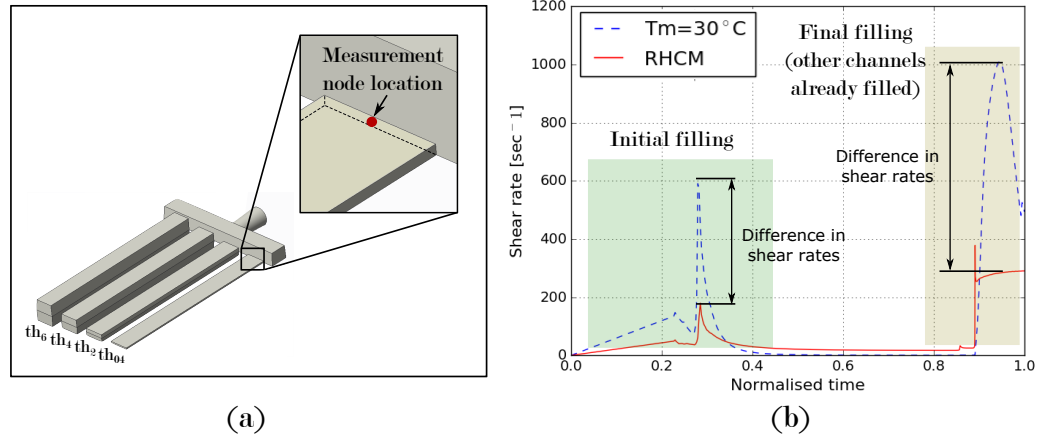 Measurement
node location
th6
th4
th2
th04
(a)
Tm=30°C
RHCM
Initial filling
Final filling
(other channels
already filled)
Difference in
shear rates
Difference in
shear rates
Shear rate [sec⁻¹]
1200
1000
800
600
400
200
0
0.0
0.2
0.4
0.6
0.8
1.0
Normalised time
(b)